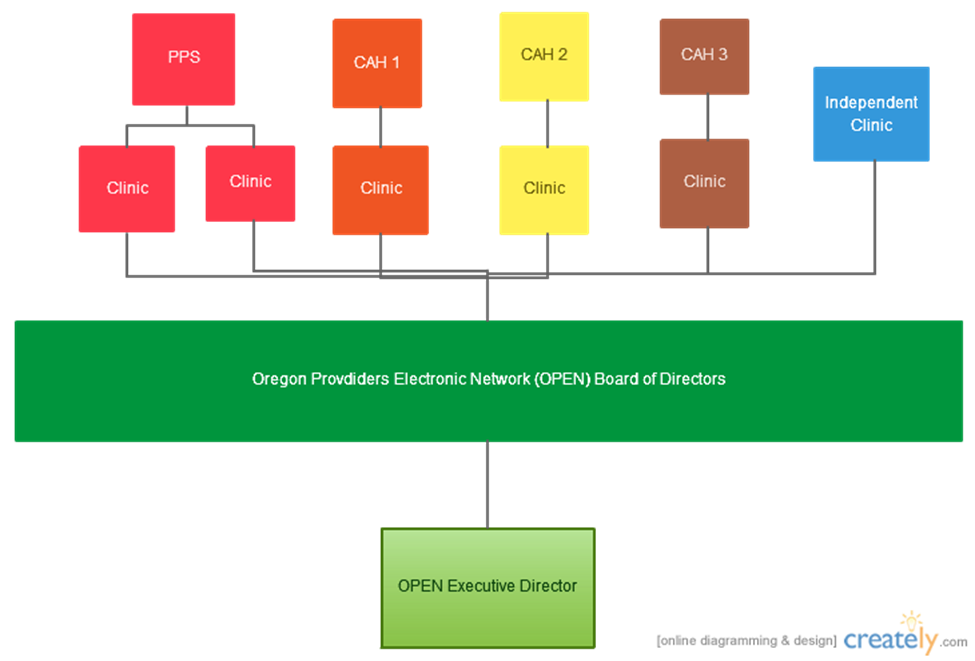 PPS
CAH 1
CAH 2
CAH 3
Independent
Clinic
Clinic
Clinic
Clinic
Clinic
Clinic
Oregon Provdiders Electronic Network (OPEN) Board of Directors
OPEN Executive Director
[online diagramming & design] creately.com